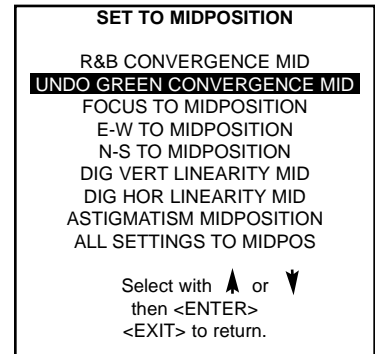 SET TO MIDPOSITION
R&B CONVERGENCE MID
UNDO GREEN CONVERGENCE MID
FOCUS TO MIDPOSITION
E-W TO MIDPOSITION
N-S TO MIDPOSITION
DIG VERT LINEARITY MID
DIG HOR LINEARITY MID
ASTIGMATISM MIDPOSITION
ALL SETTINGS TO MIDPOS
Select with or
then <ENTER>
<EXIT> to return.